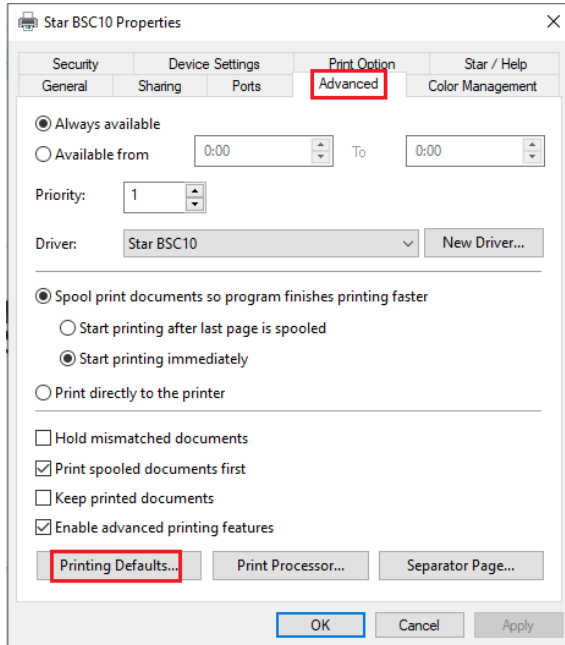 Star BSC10 Properties
Security Device Settings Print Option Star / Help
General Sharing Ports Advanced Color Management
Always available
Available from 0:00 To 0:00
Priority: 1
Driver: Star BSC10 New Driver...
Spool print documents so program finishes printing faster
Start printing after last page is spooled
Start printing immediately
Print directly to the printer
Hold mismatched documents
Print spooled documents first
Keep printed documents
Enable advanced printing features
Printing Defaults... Print Processor... Separator Page...
OK Cancel Apply